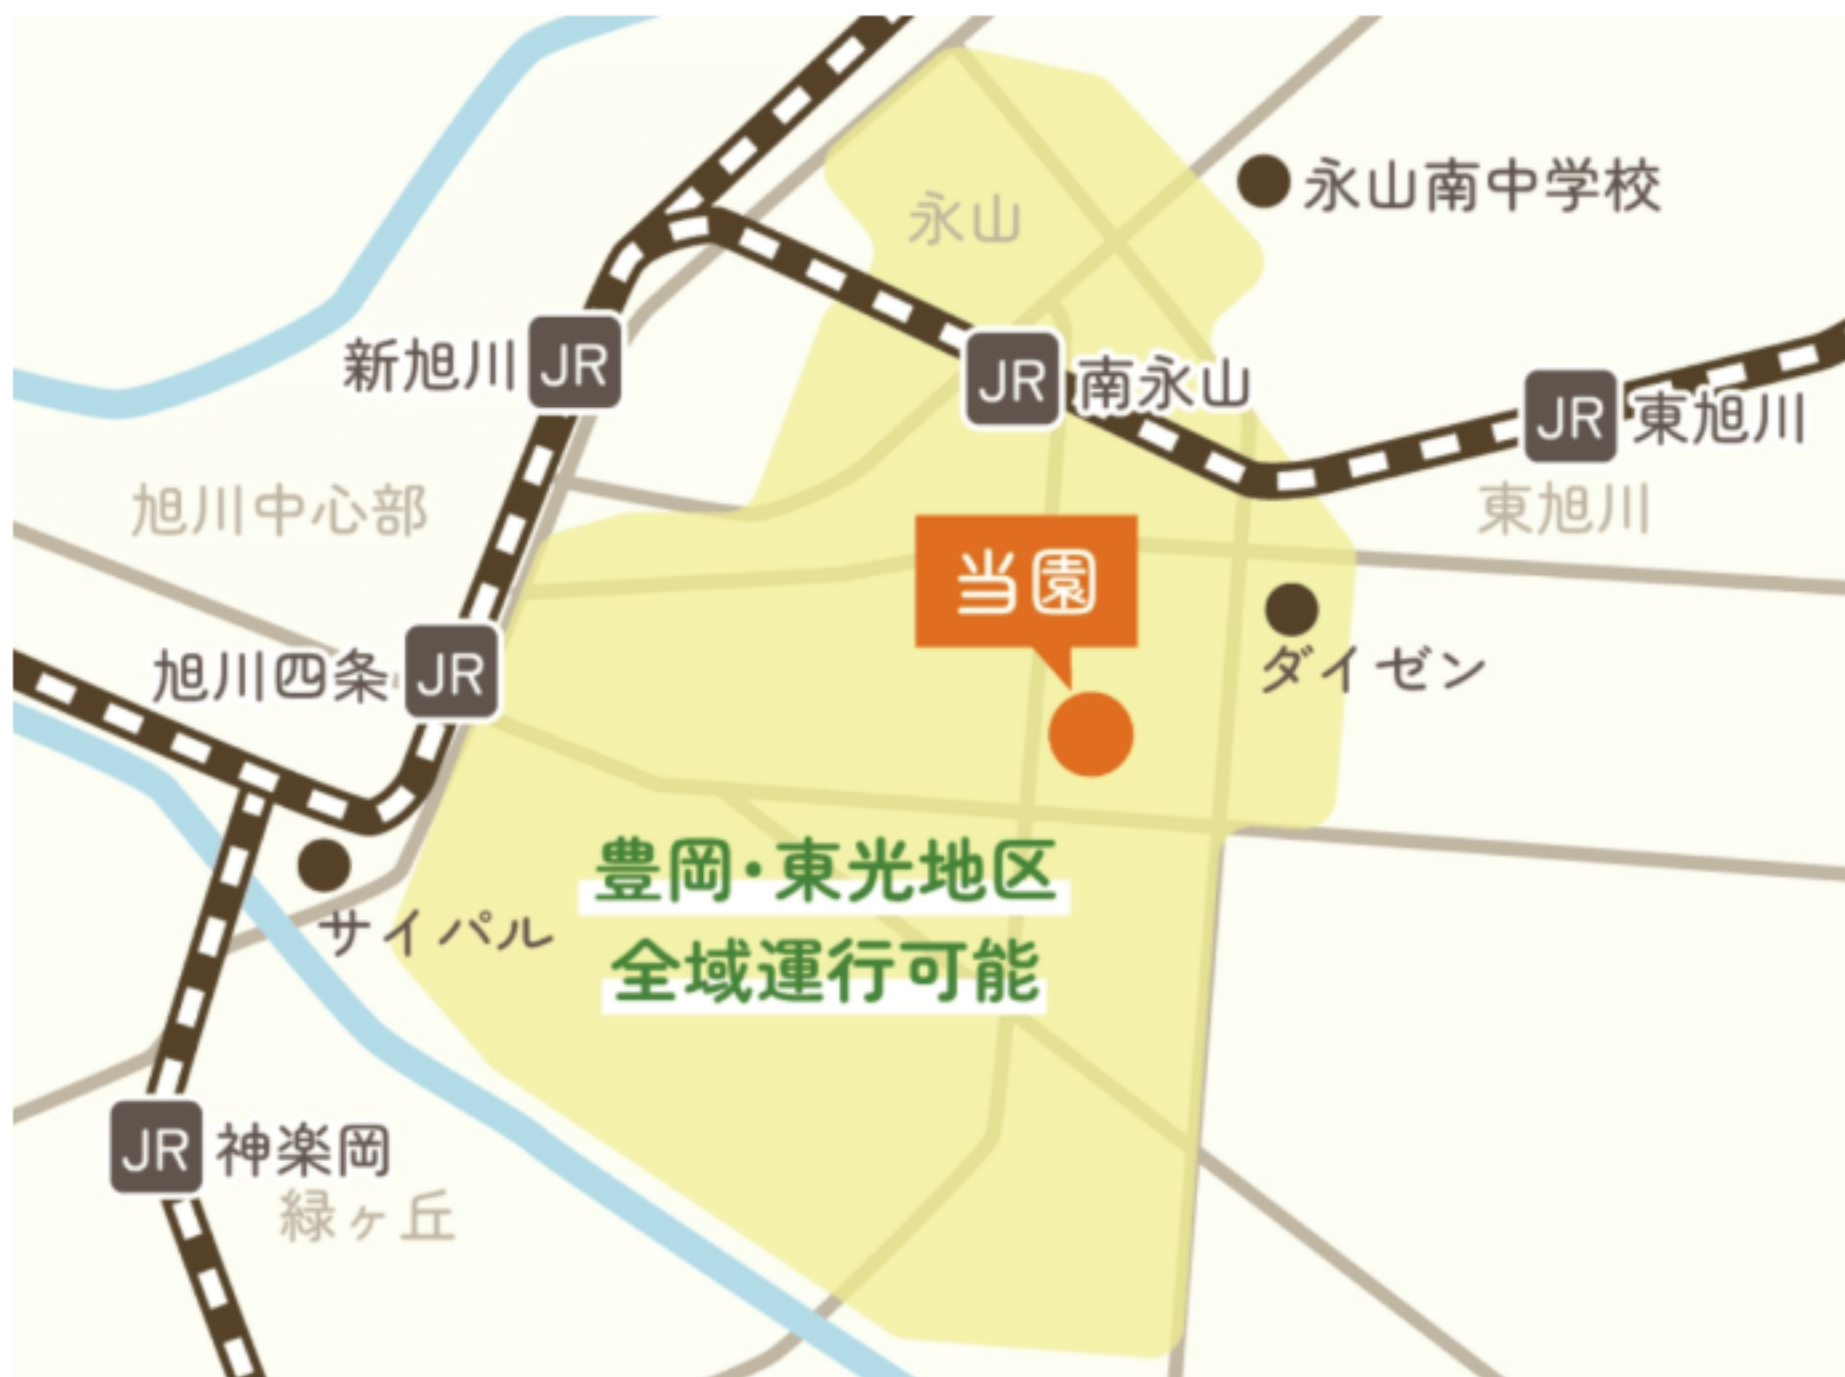 永山南中学校
永山
新旭川
JR
JR
南永山
JR
東旭川
旭川中心部
東旭川
当園
ダイゼン
旭川四条
JR
豊岡・東光地区
全域運行可能
サイパル
JR
神楽岡
緑ヶ丘